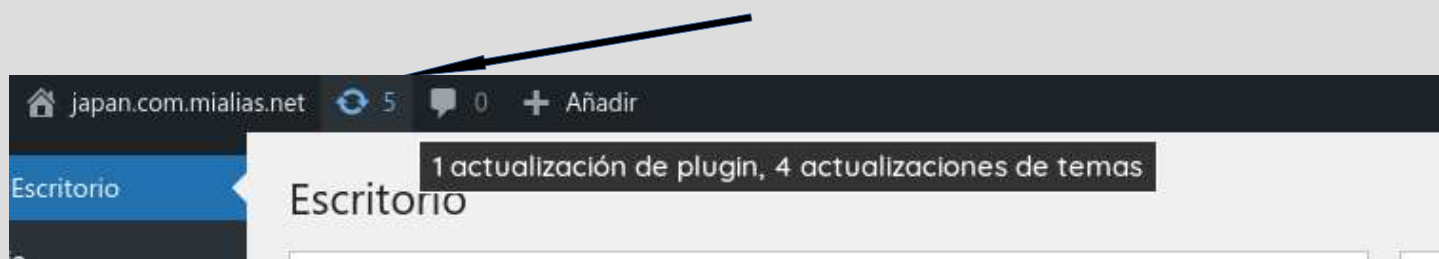 japan.com.mialias.net 5 0 Añadir
1 actualización de plugin, 4 actualizaciones de temas
Escritorio
Escritorio